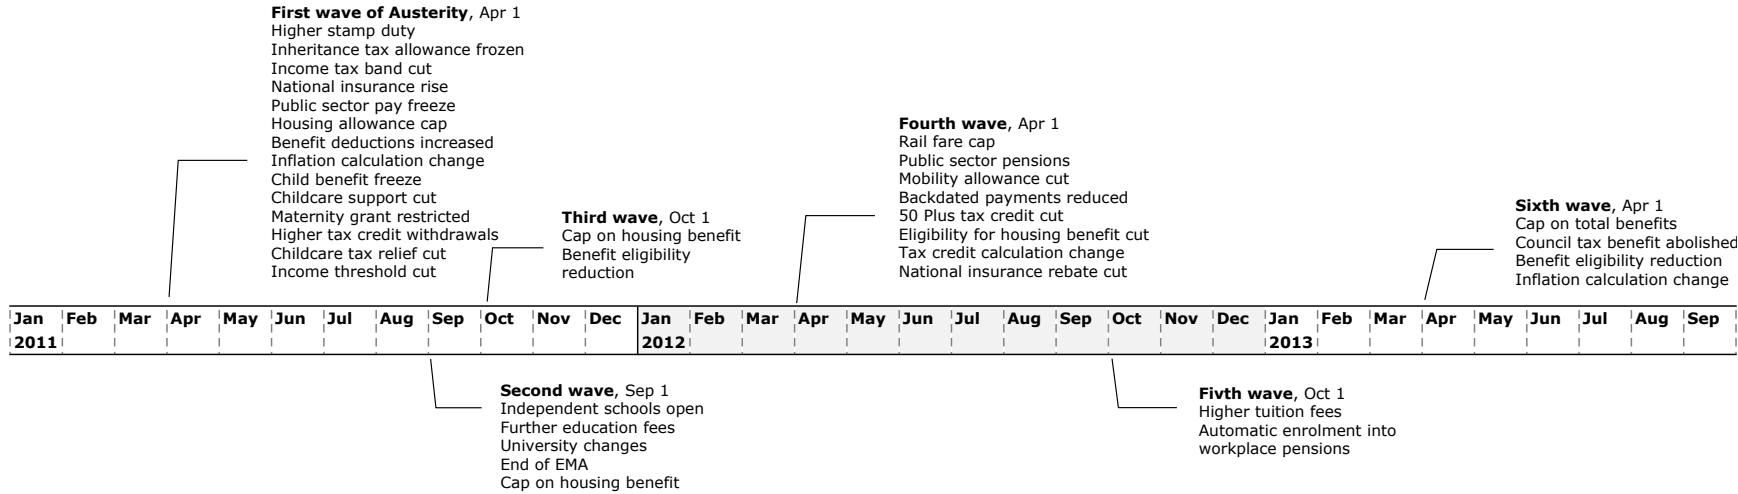 First wave of Austerity, Apr 1
Higher stamp duty
Inheritance tax allowance frozen
Income tax band cut
National insurance rise
Public sector pay freeze
Housing allowance cap
Benefit deductions increased
Inflation calculation change
Child benefit freeze
Childcare support cut
Maternity grant restricted
Higher tax credit withdrawals
Childcare tax relief cut
Income threshold cut
Third wave, Oct 1
Cap on housing benefit
Benefit eligibility
reduction
Fourth wave, Apr 1
Rail fare cap
Public sector pensions
Mobility allowance cut
Backdated payments reduced
50 Plus tax credit cut
Eligibility for housing benefit cut
Tax credit calculation change
National insurance rebate cut
Sixth wave, Apr 1
Cap on total benefits
Council tax benefit abolished
Benefit eligibility reduction
Inflation calculation change
Jan Feb Mar Apr May Jun Jul Aug Sep Oct Nov Dec Jan Feb Mar Apr May Jun Jul Aug Sep Oct Nov Dec Jan Feb Mar Apr May Jun Jul Aug Sep
2011 2012 2013
Second wave, Sep 1
Independent schools open
Further education fees
University changes
End of EMA
Cap on housing benefit
Fivth wave, Oct 1
Higher tuition fees
Automatic enrolment into
workplace pensions